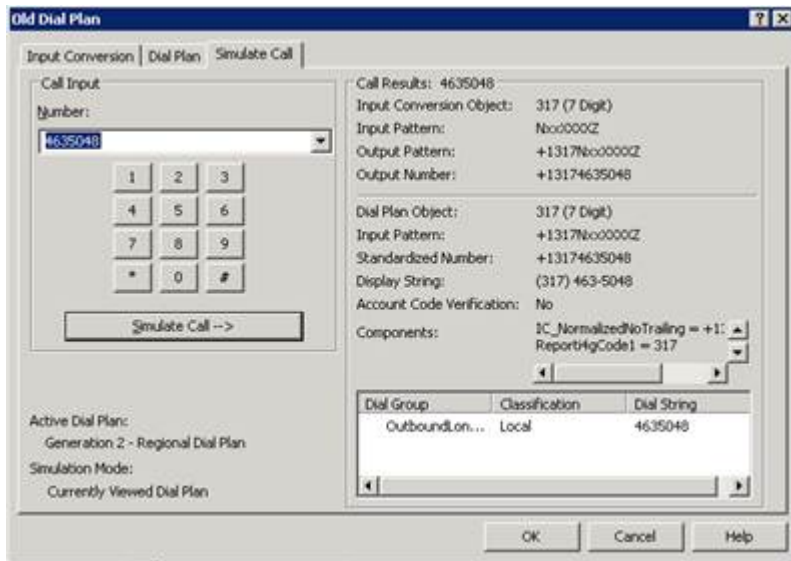 Old Dial Plan
Input Conversion
Dial Plan
Simulate Call
Call Input
Number:
4635048
1 2 3
4 5 6
7 8 9
* 0 #
Simulate Call -->
Active Dial Plan:
Generation 2 - Regional Dial Plan
Simulation Mode:
Currently Viewed Dial Plan
Call Results: 4635048
Input Conversion Object: 317 (7 Digit)
Input Pattern:
Output Pattern:
Output Number: +13174635048
Dial Plan Object: 317 (7 Digit)
Input Pattern:
Standardized Number: +13174635048
Display String: (317) 463-5048
Account Code Verification: No
Components: IC_NormalizedNoTrailing = +1
= 317
Dial Group Classification Dial String
OutboundLon... Local 4635048
OK Cancel Help